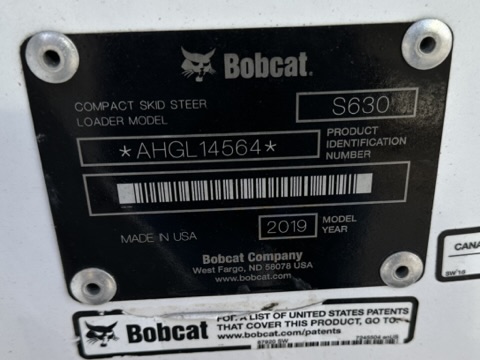 Bobcat.
COMPACT SKID STEER
LOADER MODEL
S630
*AHGL14564*
PRODUCT
IDENTIFICATION
NUMBER
MADE IN USA
2019
MODEL
YEAR
Bobcat Company
West Fargo, ND 58078 USA
www.bobcat.com
CANA
SW'18
Bobcat
FOR A LIST OF UNITED STATES PATENTS
THAT COVER THIS PRODUCT, GO TO:
www.bobcat.com/patents